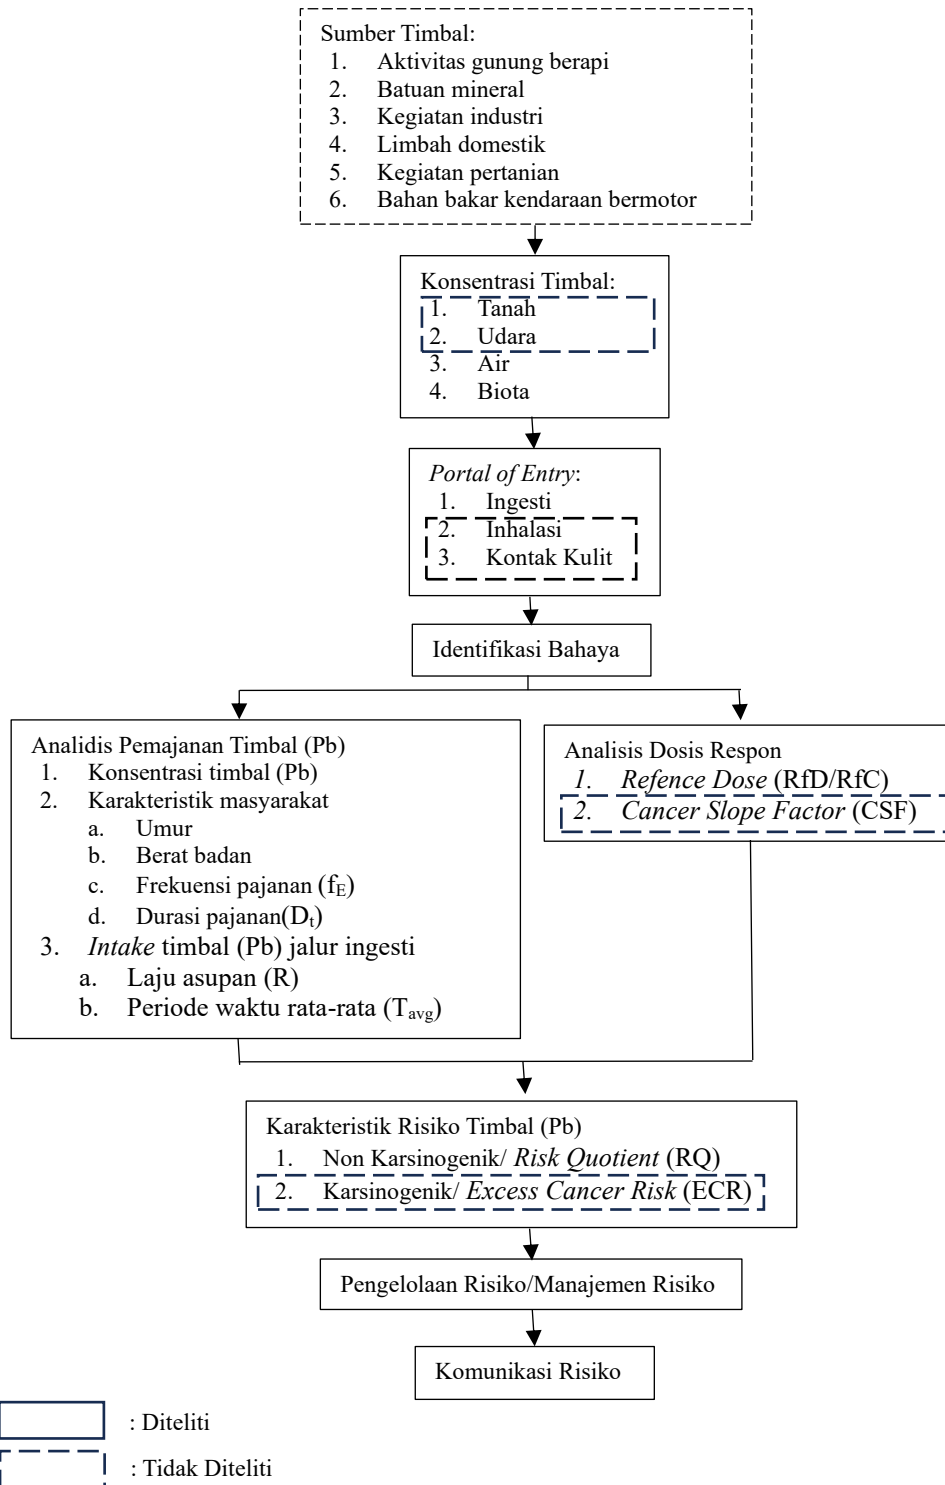 Sumber Timbal:
1. Aktivitas gunung berapi
2. Batuan mineral
3. Kegiatan industri
4. Limbah domestik
5. Kegiatan pertanian
6. Bahan bakar kendaraan bermotor
Konsentrasi Timbal:
1. Tanah
2. Udara
3. Air
4. Biota
Portal of Entry:
1. Ingesti
2. Inhalasi
3. Kontak Kulit
Identifikasi Bahaya
Analidis Pemajanan Timbal (Pb)
1. Konsentrasi timbal (Pb)
2. Karakteristik masyarakat
a. Umur
b. Berat badan
c. Frekuensi pajanan (fE)
d. Durasi pajanan(Dt)
3. Intake timbal (Pb) jalur ingesti
a. Laju asupan (R)
b. Periode waktu rata-rata (Tavg)
Analisis Dosis Respon
1. Refence Dose (RfD/RfC)
2. Cancer Slope Factor (CSF)
Karakteristik Risiko Timbal (Pb)
1. Non Karsinogenik/ Risk Quotient (RQ)
2. Karsinogenik/ Excess Cancer Risk (ECR)
Pengelolaan Risiko/Manajemen Risiko
Komunikasi Risiko
: Diteliti
: Tidak Diteliti